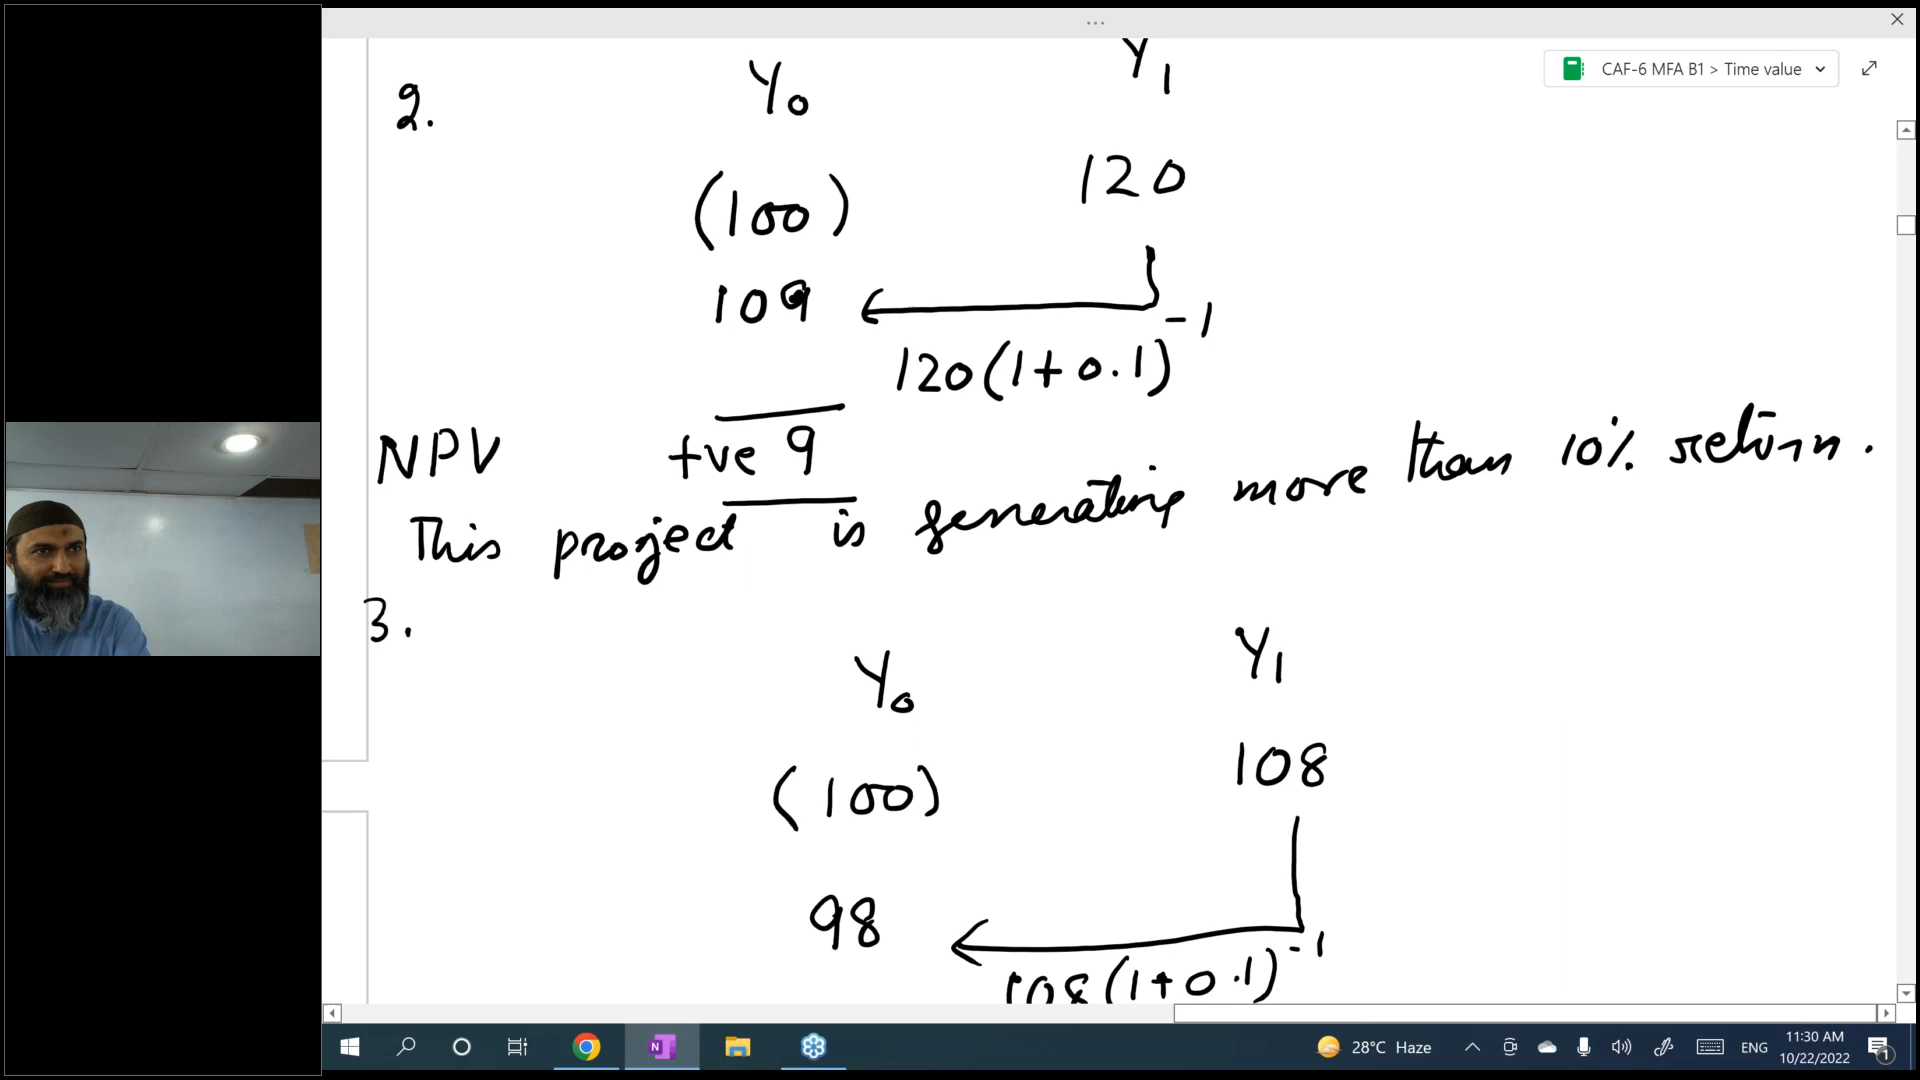 CAF-6 MFA B1 > Time value
2. Y0 Y1
(100) 120
109
120(1+0.1)-1
NPV +ve 9
This project is generating more than 10% return.
3.
Y0 Y1
(100) 108
98
108(1+0.1)-1
28°C Haze
ENG
11:30 AM
10/22/2022
1